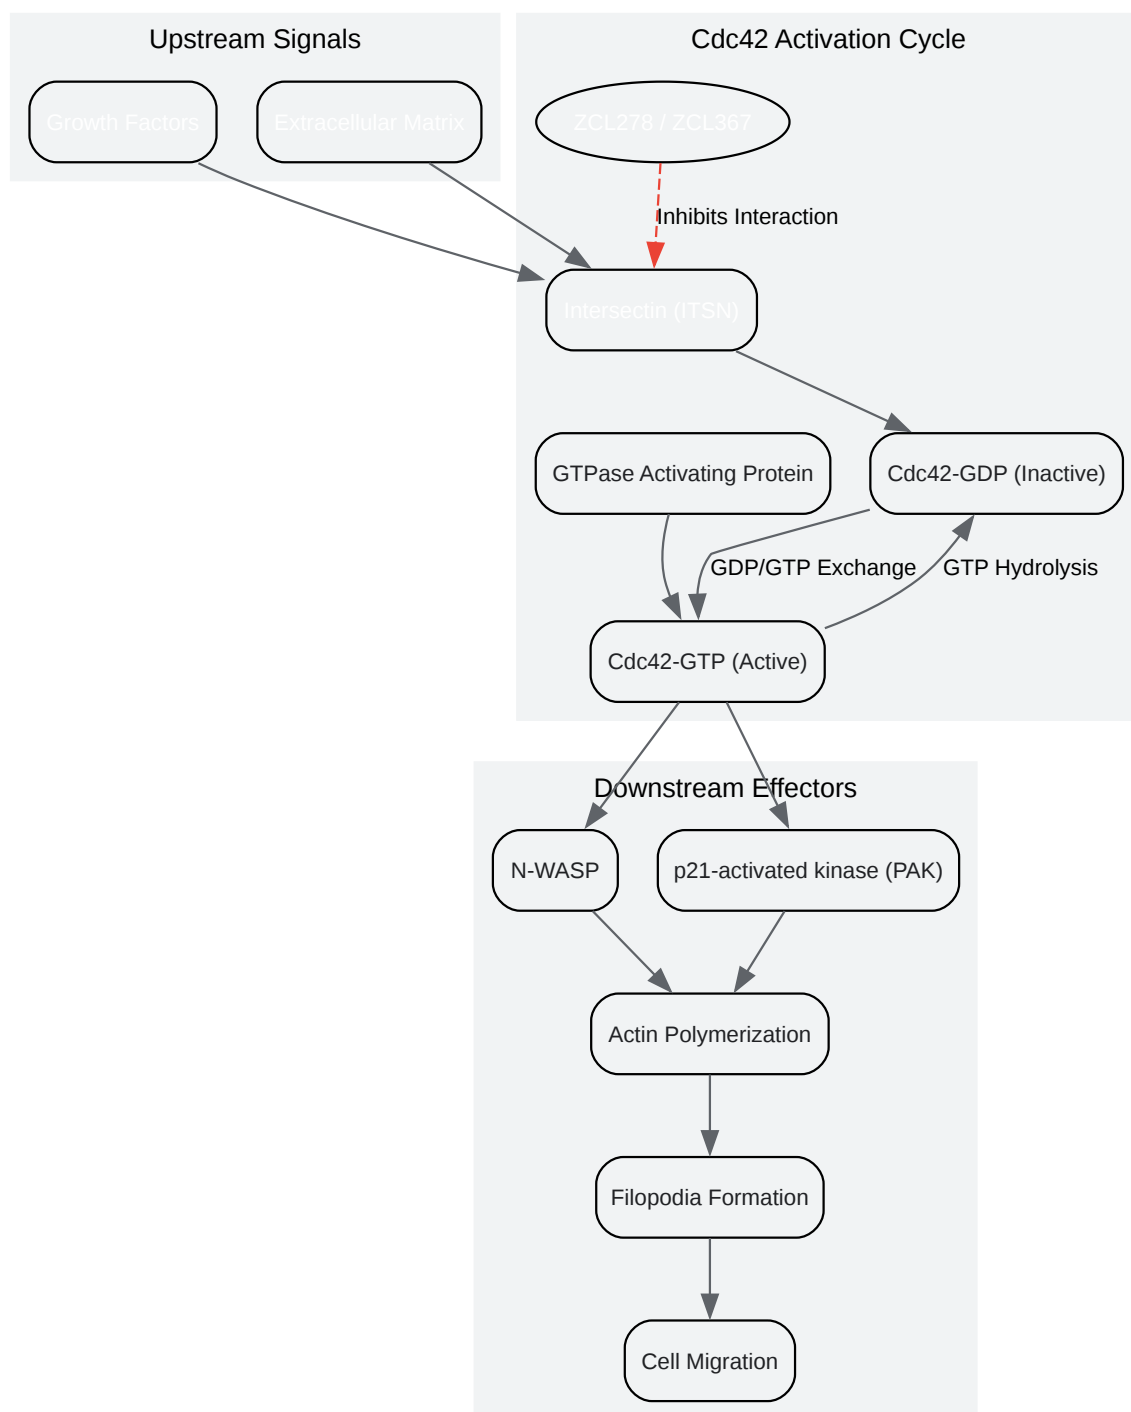 Upstream Signals
Cdc42 Activation Cycle
Growth Factors
Extracellular Matrix
ZCL278 / ZCL367
Inhibits Interaction
Intersectin (ITSN)
GTPase Activating Protein
Cdc42-GDP (Inactive)
GDP/GTP Exchange
GTP Hydrolysis
Cdc42-GTP (Active)
Downstream Effectors
N-WASP
p21-activated kinase (PAK)
Actin Polymerization
Filopodia Formation
Cell Migration